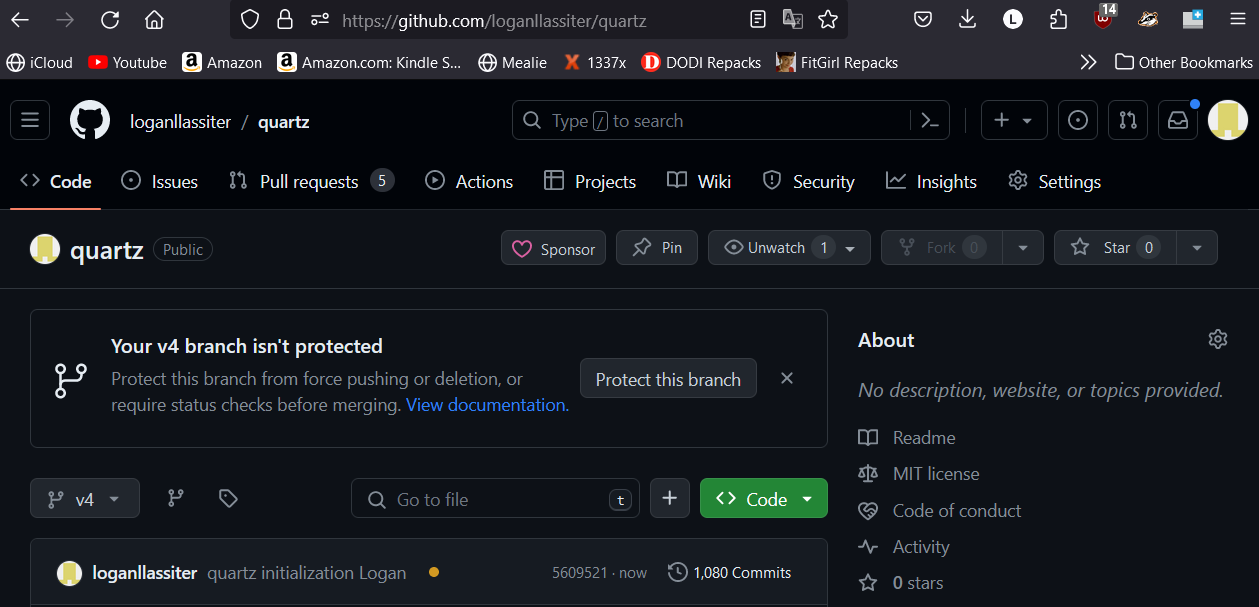 https://github.com/loganllassiter/quartz
L
14
iCloud
Youtube
Amazon
Amazon.com: Kindle S...
Mealie
1337x
DODI Repacks
FitGirl Repacks
Other Bookmarks
loganllassiter / quartz
Type / to search
Code
Issues
Pull requests 5
Actions
Projects
Wiki
Security
Insights
Settings
quartz Public
Sponsor
Pin
Unwatch 1
Fork 0
Star 0
Your v4 branch isn't protected
Protect this branch from force pushing or deletion, or
require status checks before merging. View documentation.
Protect this branch
v4
Go to file t
Code
loganllassiter quartz initialization Logan
5609521 · now
1,080 Commits
About
No description, website, or topics provided.
Readme
MIT license
Code of conduct
Activity
0 stars